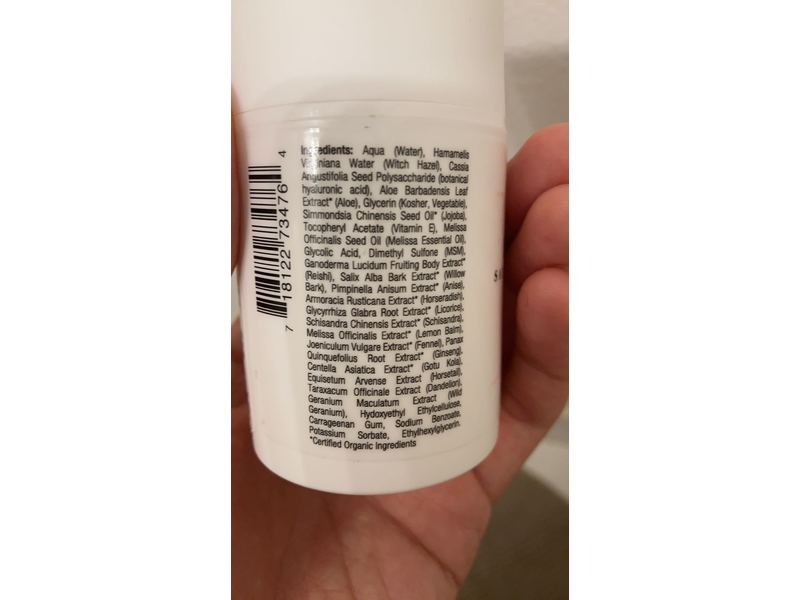 Ingredients: Aqua (Water), Hamamelis
Virginiana Water (Witch Hazel), Cassia
Angustifolia Seed Polysaccharide (botanical
hyaluronic acid), Aloe Barbadensis Leaf
Extract* (Aloe), Glycerin (Kosher, Vegetable),
Simmondsia Chinensis Seed Oil* (Jojoba),
Tocopheryl Acetate (Vitamin E), Melissa
Officinalis Seed Oil (Melissa Essential Oil),
Glycolic Acid, Dimethyl Sulfone (MSM),
Ganoderma Lucidum Fruiting Body Extract*
(Reishi), Salix Alba Bark Extract* (Willow
Bark), Pimpinella Anisum Extract* (Anise),
Armoracia Rusticana Extract* (Horseradish),
Glycyrrhiza Glabra Root Extract* (Licorice),
Schisandra Chinensis Extract* (Schisandra),
Melissa Officinalis Extract* (Lemon Balm),
Joeniculum Vulgare Extract* (Fennel), Panax
Quinquefolius Root Extract* (Ginseng),
Centella Asiatica Extract* (Gotu Kola),
Equisetum Arvense Extract (Horsetail),
Taraxacum Officinale Extract (Dandelion),
Geranium Maculatum Extract (Wild
Geranium), Hydoxyethyl Ethylcellulose,
Carrageenan Gum, Sodium Benzoate,
Potassium Sorbate, Ethylhexylglycerin.
*Certified Organic Ingredients
7 18122 73476 4